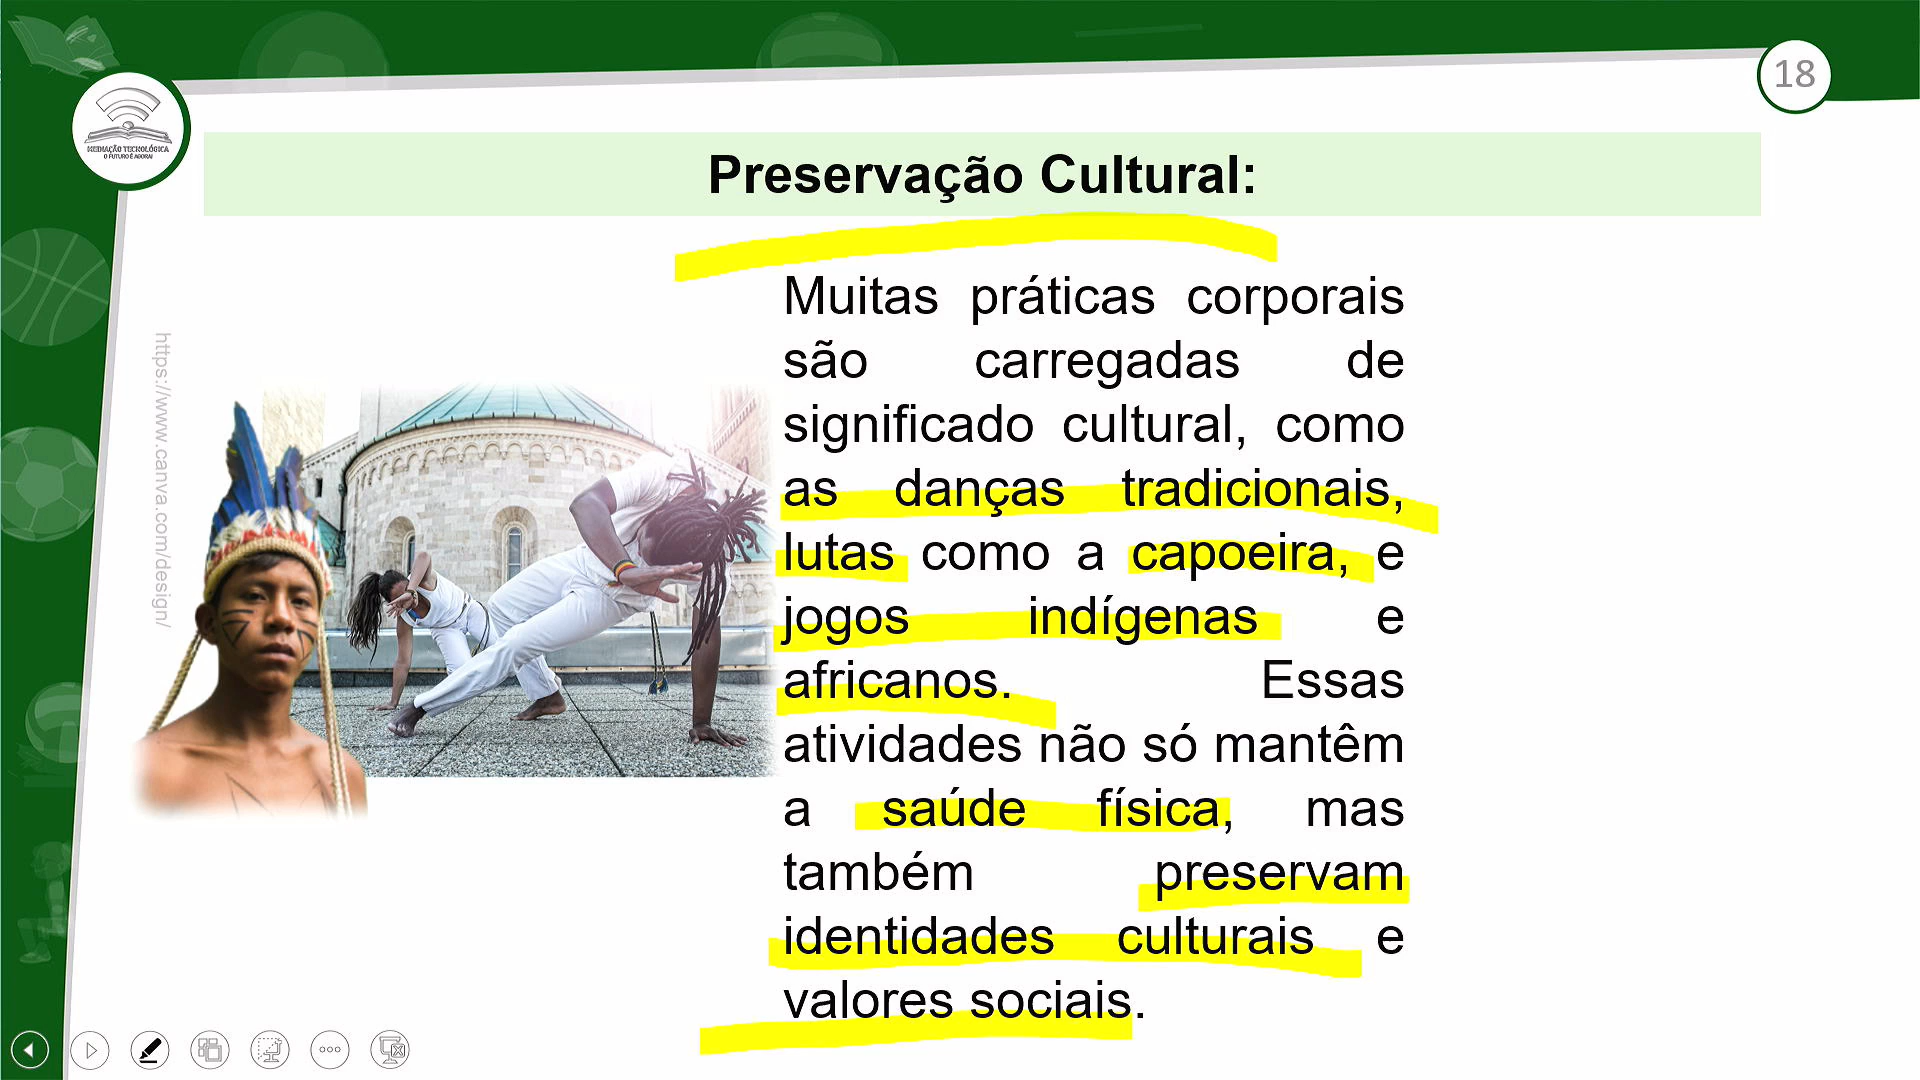 18
MEDIAÇÃO TECNOLÓGICA
O FUTURO É AGORA!
Preservação Cultural:
https://www.canva.com/design/
Muitas práticas corporais
são carregadas de
significado cultural, como
as danças tradicionais,
lutas como a capoeira, e
jogos indígenas e
africanos. Essas
atividades não só mantêm
a saúde física, mas
também preservam
identidades culturais e
valores sociais.